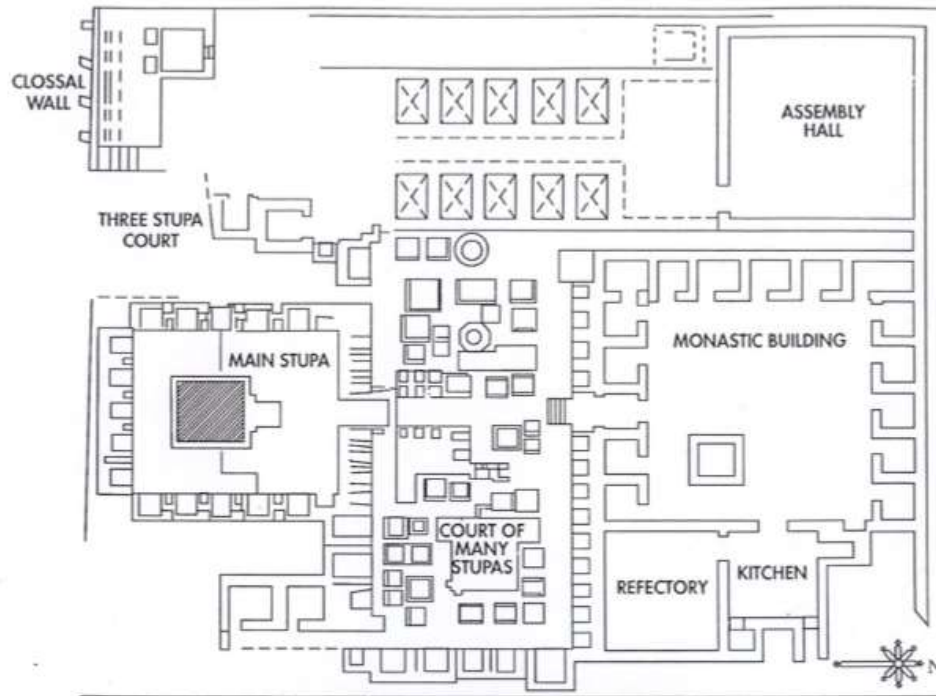 CLOSSAL
WALL
ASSEMBLY
HALL
THREE STUPA
COURT
MAIN STUPA
MONASTIC BUILDING
COURT OF
MANY
STUPAS
REFECTORY
KITCHEN
N